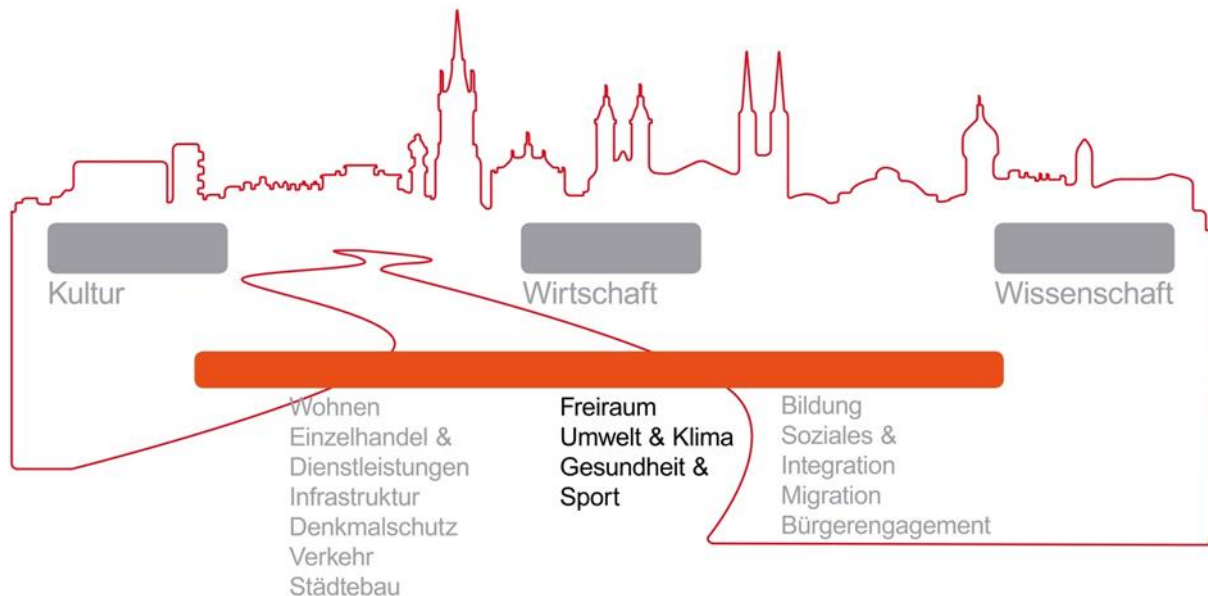 Kultur
Wirtschaft
Wissenschaft
Wohnen
Einzelhandel &
Dienstleistungen
Infrastruktur
Denkmalschutz
Verkehr
Städtebau
Freiraum
Umwelt & Klima
Gesundheit &
Sport
Bildung
Soziales &
Integration
Migration
Bürgerengagement